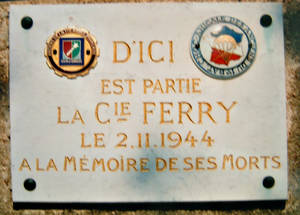 D'ICI
EST PARTIE
LA CIE FERRY
LE 2.11.1944
A LA MÉMOIRE DE SES MORTS